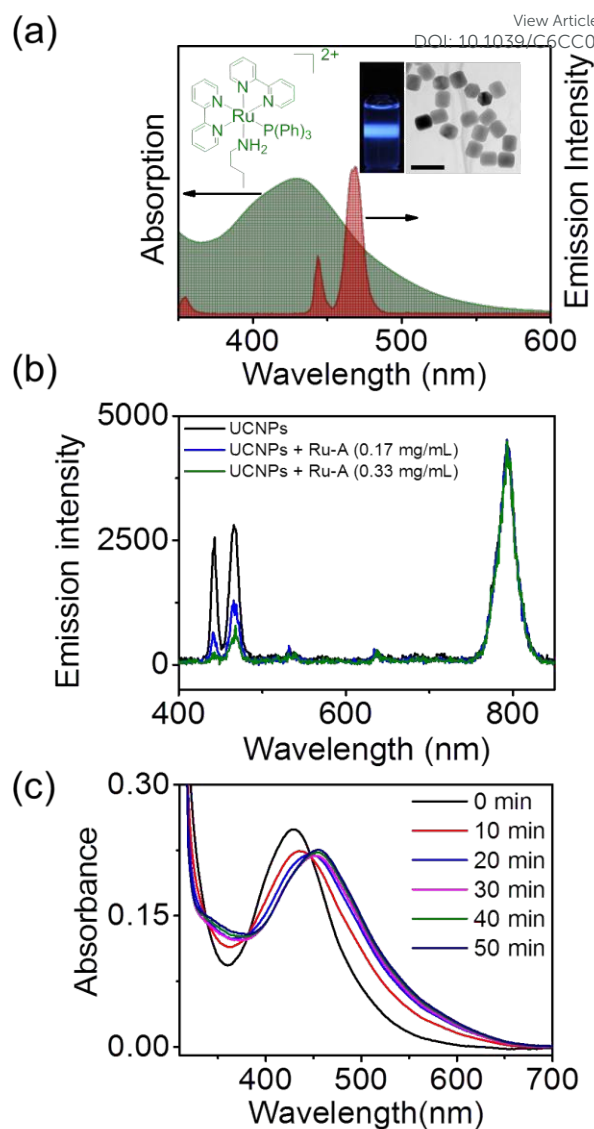 View Article
DOI: 10.1039/C6CC0
(a)
2+
N
N
N
Ru
N
P(Ph)3
NH2
Absorption
Emission Intensity
400
500
600
Wavelength (nm)
(b)
5000
UCNPs
UCNPs + Ru-A (0.17 mg/mL)
UCNPs + Ru-A (0.33 mg/mL)
2500
0
Emission intensity
400
600
800
Wavelength (nm)
(c)
0.30
0 min
10 min
20 min
30 min
40 min
50 min
0.15
0.00
Absorbance
400
500
600
700
Wavelength(nm)